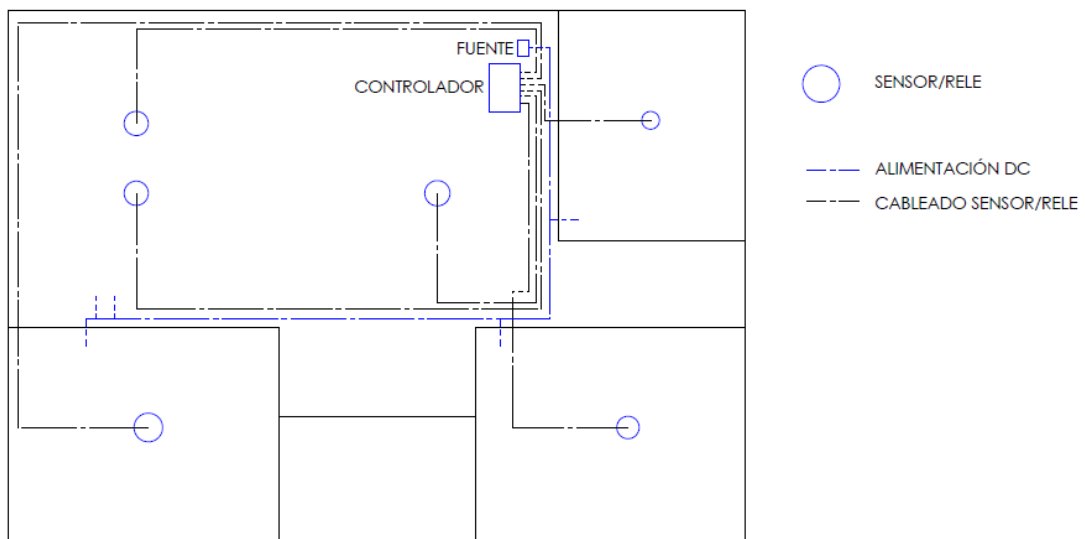 FUENTE
CONTROLADOR
SENSOR/RELE
ALIMENTACIÓN DC
CABLEADO SENSOR/RELE